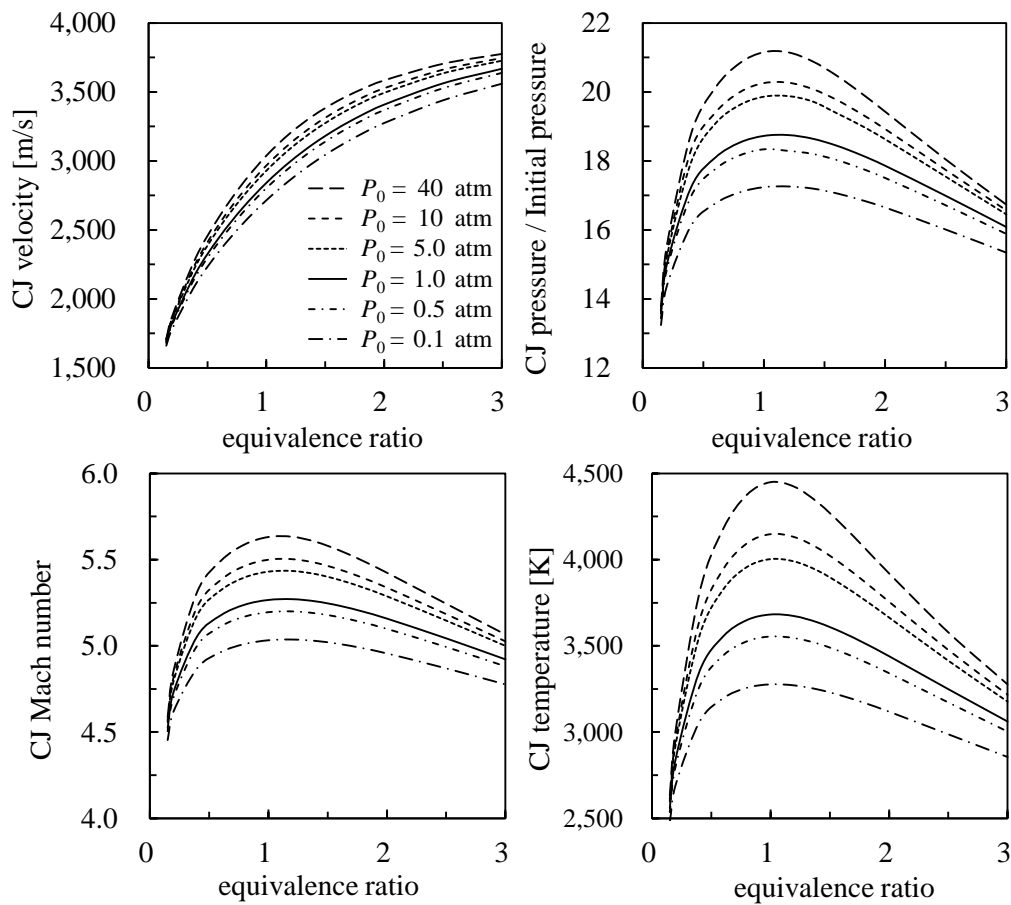 CJ velocity [m/s]
4,000
3,500
3,000
2,500
2,000
1,500
P0 = 40 atm
P0 = 10 atm
P0 = 5.0 atm
P0 = 1.0 atm
P0 = 0.5 atm
P0 = 0.1 atm
0 1 2 3
equivalence ratio
CJ pressure / Initial pressure
22
20
18
16
14
12
0 1 2 3
equivalence ratio
CJ Mach number
6.0
5.5
5.0
4.5
4.0
0 1 2 3
equivalence ratio
CJ temperature [K]
4,500
4,000
3,500
3,000
2,500
0 1 2 3
equivalence ratio